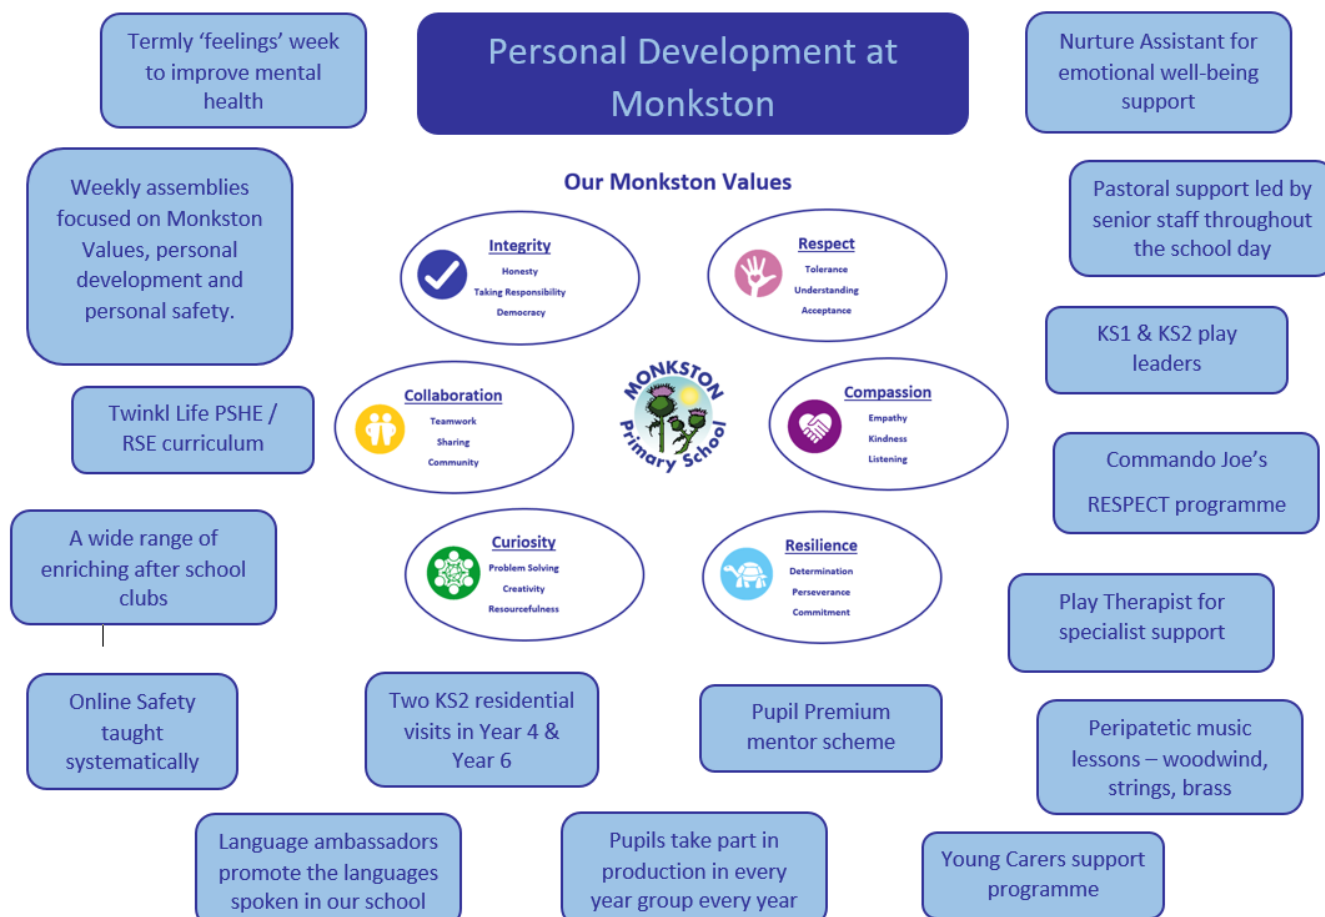 Personal Development at
Monkston
Termly ‘feelings’ week
to improve mental
health
Nurture Assistant for
emotional well-being
support
Weekly assemblies
focused on Monkston
Values, personal
development and
personal safety.
Our Monkston Values
Pastoral support led by
senior staff throughout
the school day
Integrity
Honesty
Taking Responsibility
Democracy
Respect
Tolerance
Understanding
Acceptance
KS1 & KS2 play
leaders
Twinkl Life PSHE /
RSE curriculum
Collaboration
Teamwork
Sharing
Community
MONKSTON
Primary School
Compassion
Empathy
Kindness
Listening
Commando Joe’s
RESPECT programme
A wide range of
enriching after school
clubs
Curiosity
Problem Solving
Creativity
Resourcefulness
Resilience
Determination
Perseverance
Commitment
Play Therapist for
specialist support
Online Safety
taught
systematically
Two KS2 residential
visits in Year 4 &
Year 6
Pupil Premium
mentor scheme
Peripatetic music
lessons – woodwind,
strings, brass
Language ambassadors
promote the languages
spoken in our school
Pupils take part in
production in every
year group every year
Young Carers support
programme